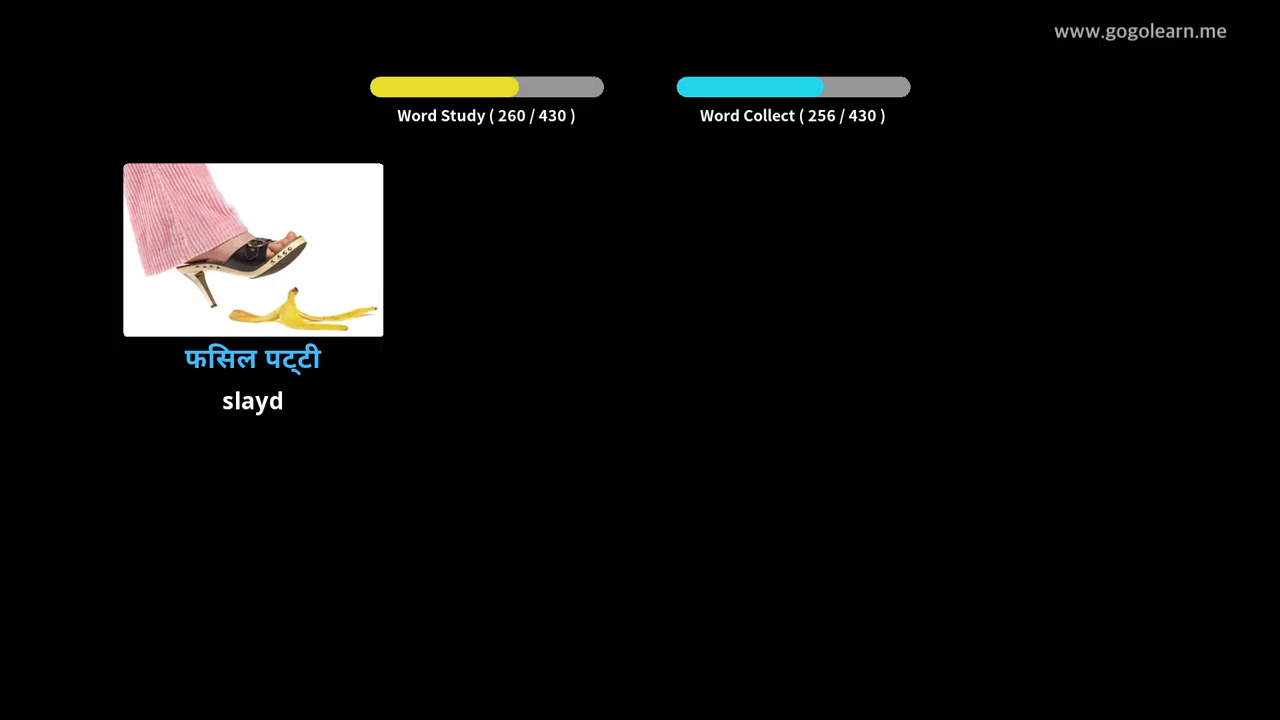 www.gogolearn.me
Word Study ( 260 / 430 )
Word Collect ( 256 / 430 )
फसिल पट्टी
slayd